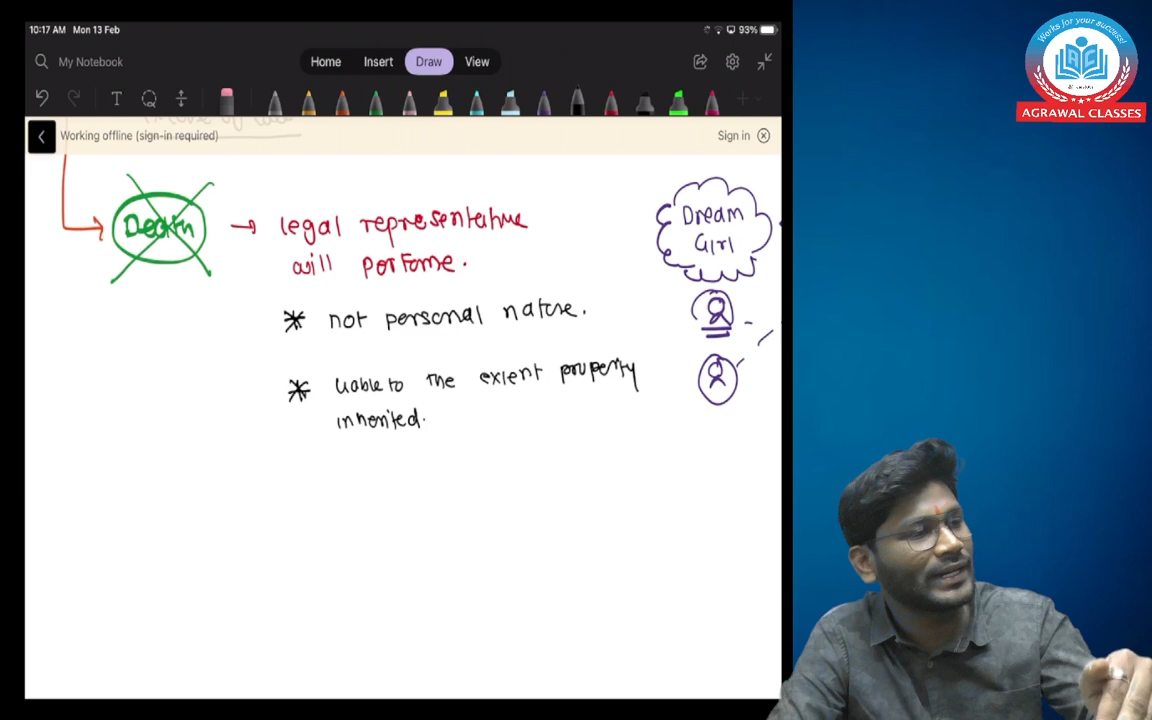 10:17 AM Mon 13 Feb
93%
My Notebook
Home Insert Draw View
T
Working offline (sign-in required)
Sign in
Death → legal representative
will perfome.
* not personal nature.
* liable to the extent property
inherited.
Dream
Girl
Works for your success!
AC
AGRAWAL CLASSES